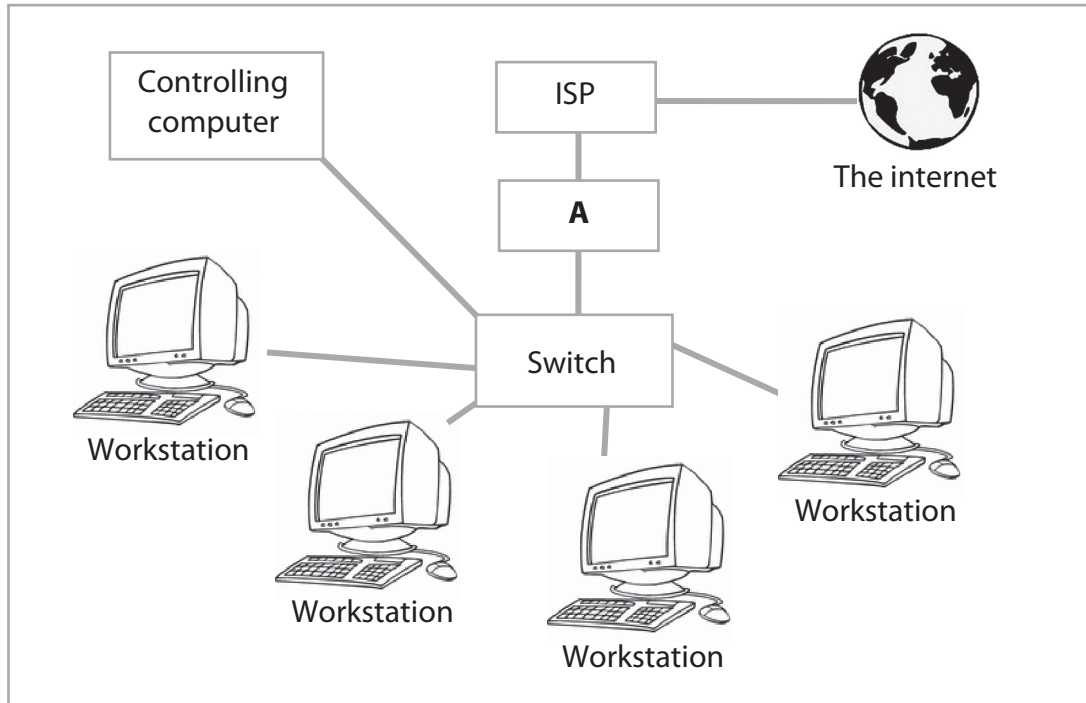 Controlling
computer
ISP
The internet
A
Switch
Workstation
Workstation
Workstation
Workstation